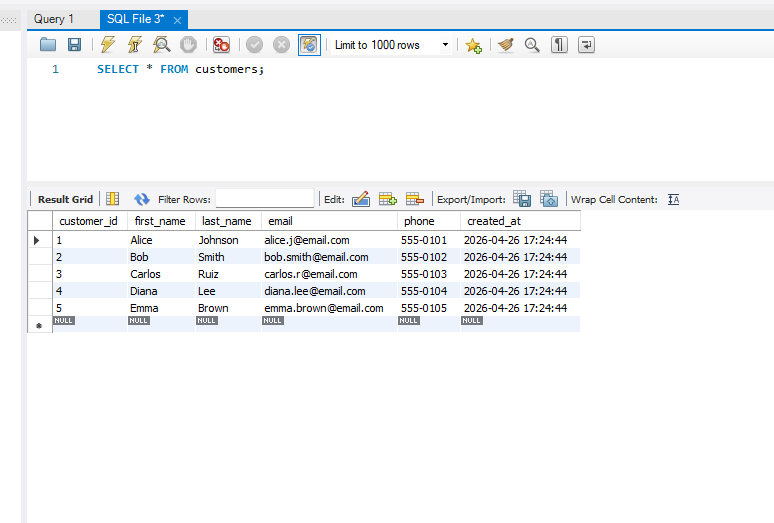 Query 1 SQL File 3*
Limit to 1000 rows
1 SELECT * FROM customers;
Result Grid Filter Rows: Edit: Export/Import: Wrap Cell Content:
customer_id first_name last_name email phone created_at
1 Alice Johnson alice.j@email.com 555-0101 2026-04-26 17:24:44
2 Bob Smith bob.smith@email.com 555-0102 2026-04-26 17:24:44
3 Carlos Ruiz carlos.r@email.com 555-0103 2026-04-26 17:24:44
4 Diana Lee diana.lee@email.com 555-0104 2026-04-26 17:24:44
5 Emma Brown emma.brown@email.com 555-0105 2026-04-26 17:24:44
NULL NULL NULL NULL NULL NULL